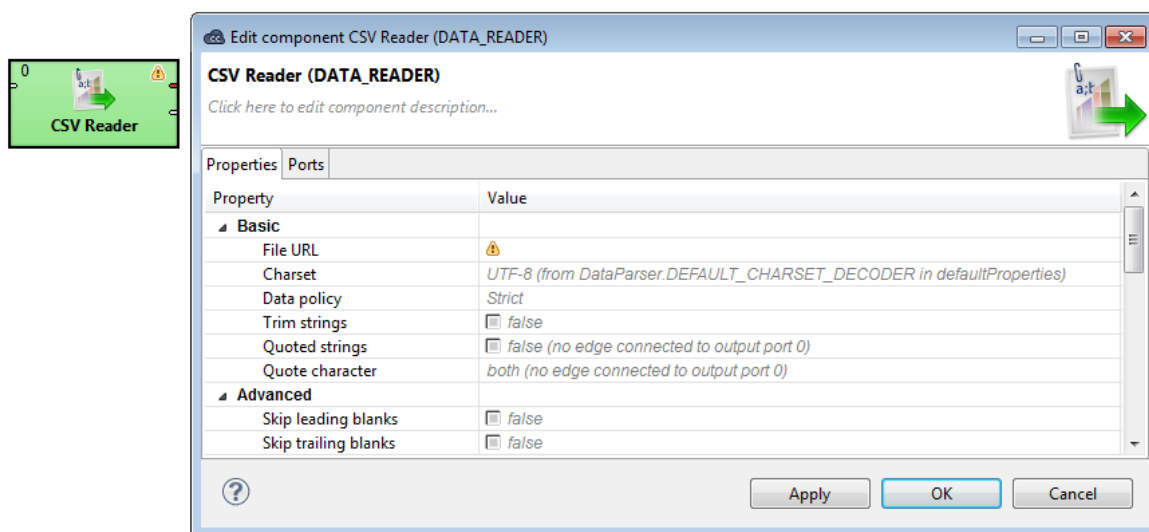 Edit component CSV Reader (DATA_READER)
0
CSV Reader
CSV Reader (DATA_READER)
Click here to edit component description...
a;b
Properties Ports
Property Value
Basic
File URL
Charset UTF-8 (from DataParser.DEFAULT_CHARSET_DECODER in defaultProperties)
Data policy Strict
Trim strings false
Quoted strings false (no edge connected to output port 0)
Quote character both (no edge connected to output port 0)
Advanced
Skip leading blanks false
Skip trailing blanks false
? Apply OK Cancel